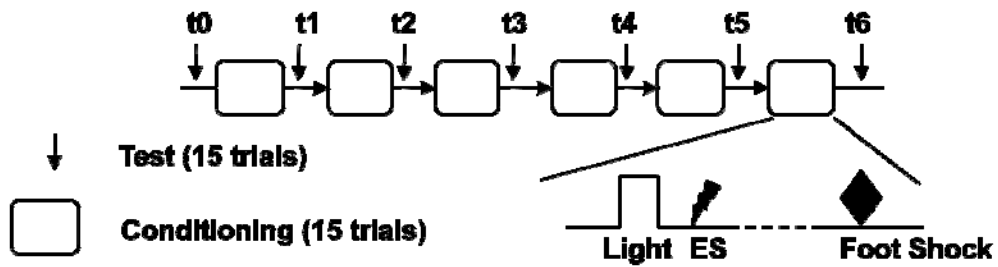 t0 t1 t2 t3 t4 t5 t6
Test (15 trials)
Conditioning (15 trials)
Light ES Foot Shock